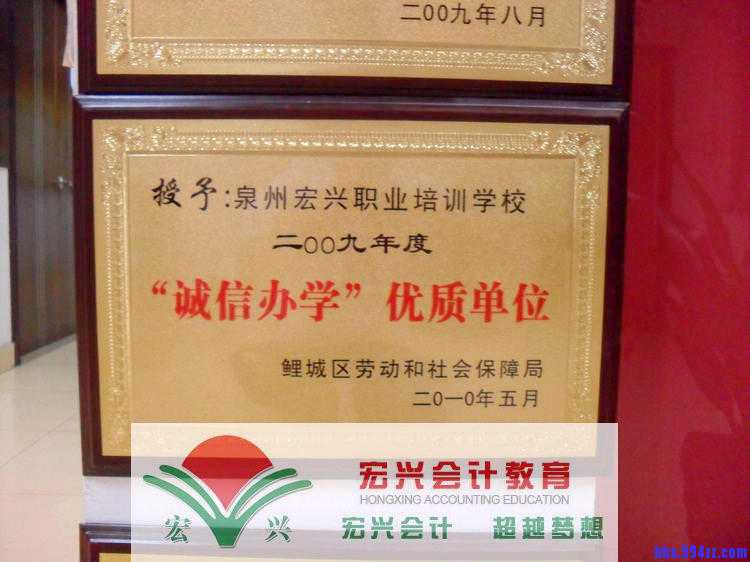 二00九年八月
授予:泉州宏兴职业培训学校
二00九年度
“诚信办学”优质单位
鲤城区劳动和社会保障局
二0一0年五月
宏兴会计教育
HONGXING ACCOUNTING EDUCATION
宏 兴
宏兴会计 超越梦想